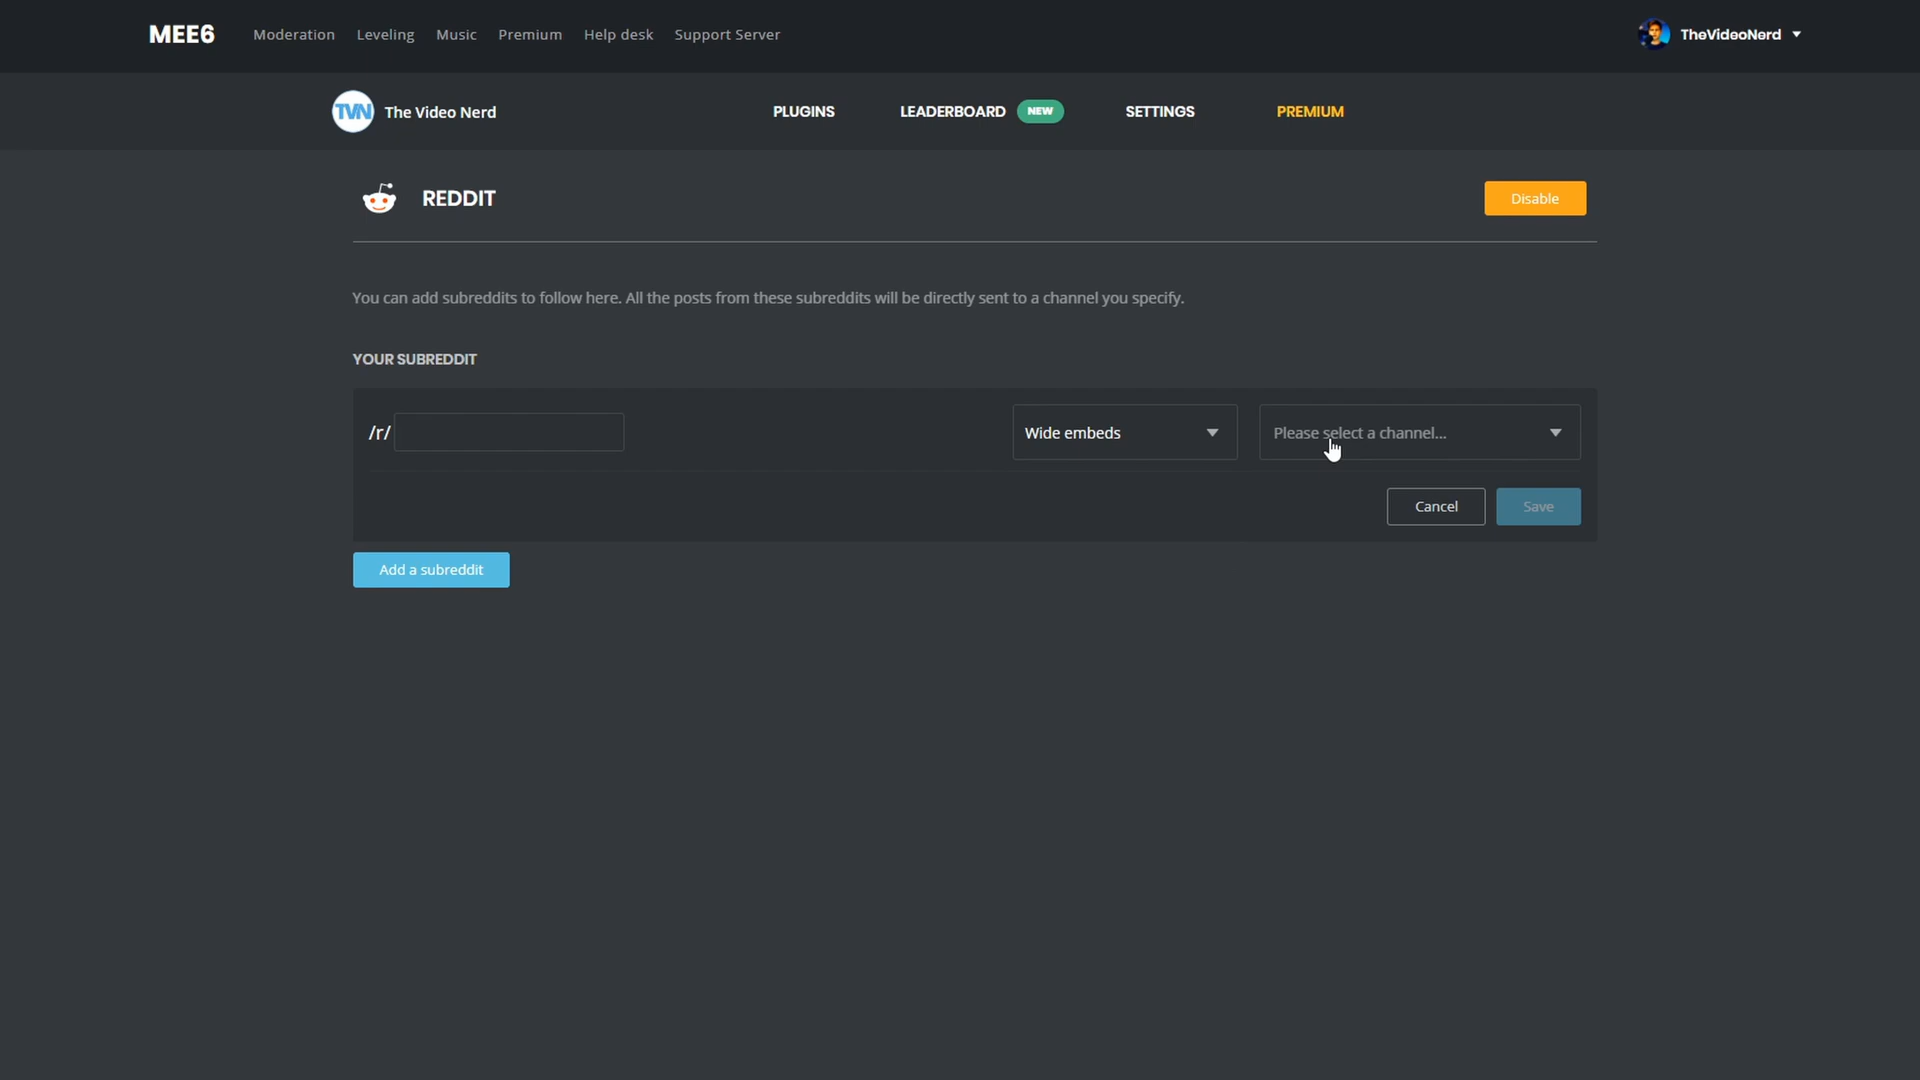 MEE6 Moderation Leveling Music Premium Help desk Support Server TheVideoNerd
TVN The Video Nerd PLUGINS LEADERBOARD NEW SETTINGS PREMIUM
REDDIT Disable
You can add subreddits to follow here. All the posts from these subreddits will be directly sent to a channel you specify.
YOUR SUBREDDIT
/r/ Wide embeds Please select a channel...
Cancel Save
Add a subreddit